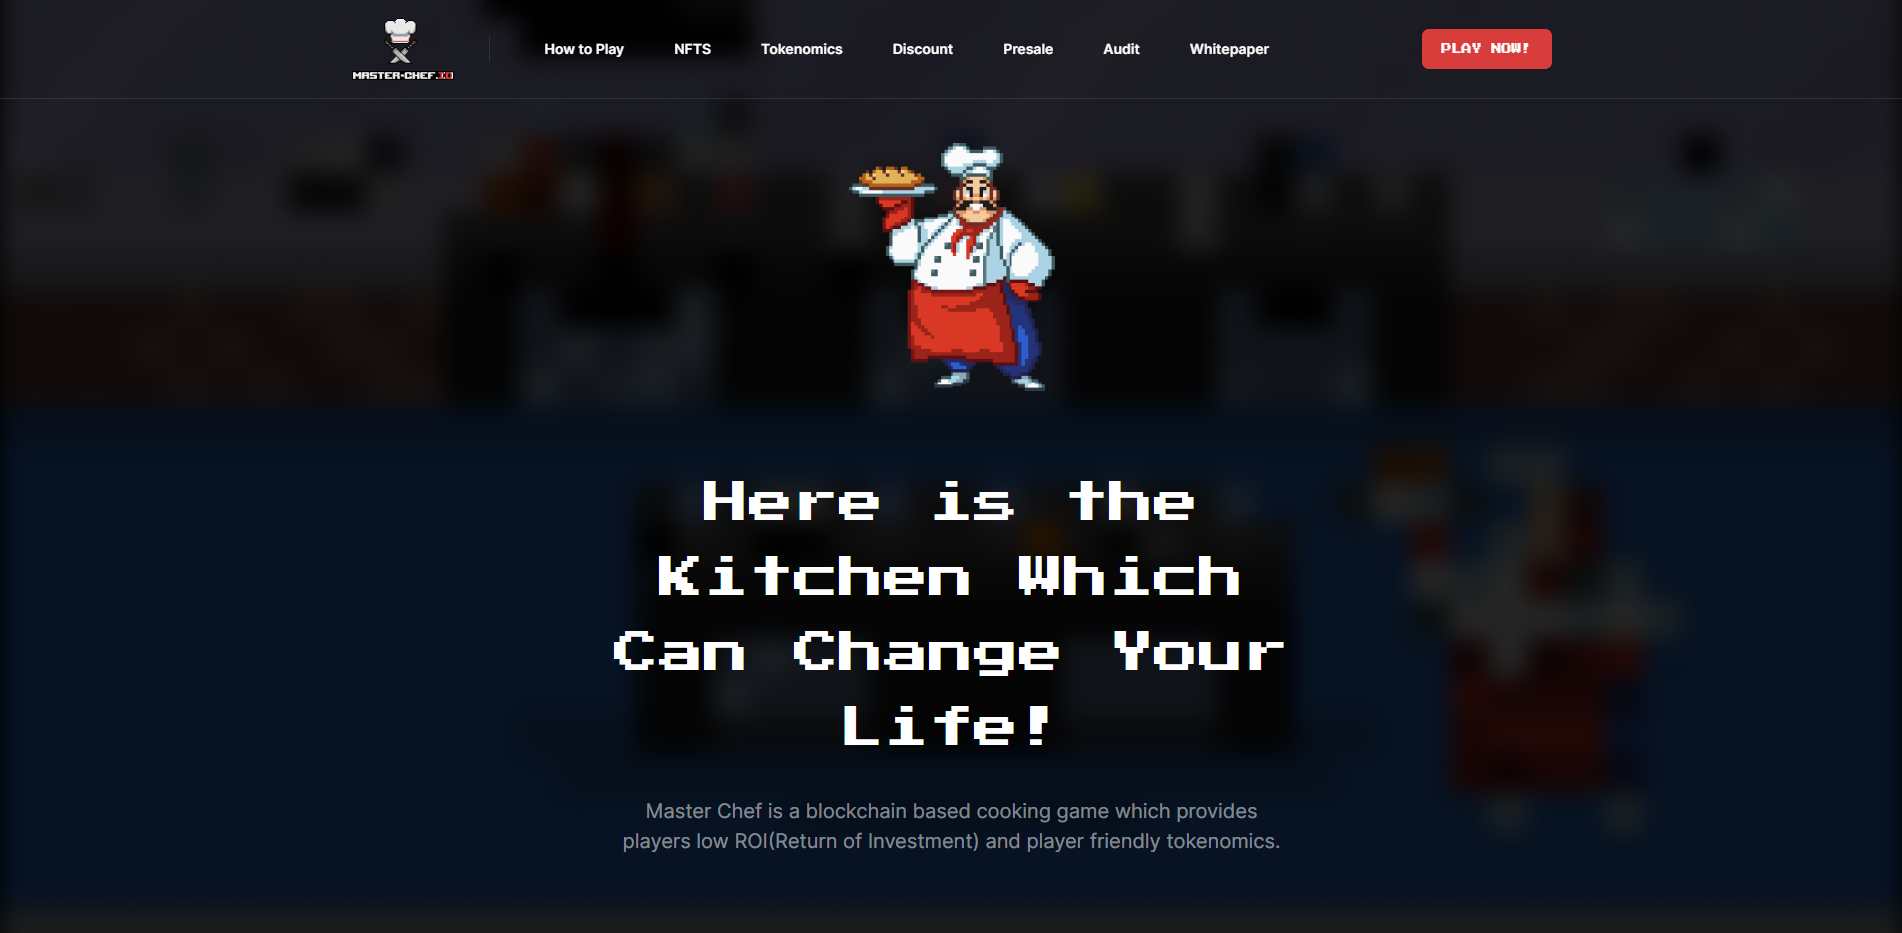 MASTER-CHEF.IO
How to Play
NFTS
Tokenomics
Discount
Presale
Audit
Whitepaper
PLAY NOW!
Here is the
Kitchen Which
Can Change Your
Life!
Master Chef is a blockchain based cooking game which provides
players low ROI(Return of Investment) and player friendly tokenomics.